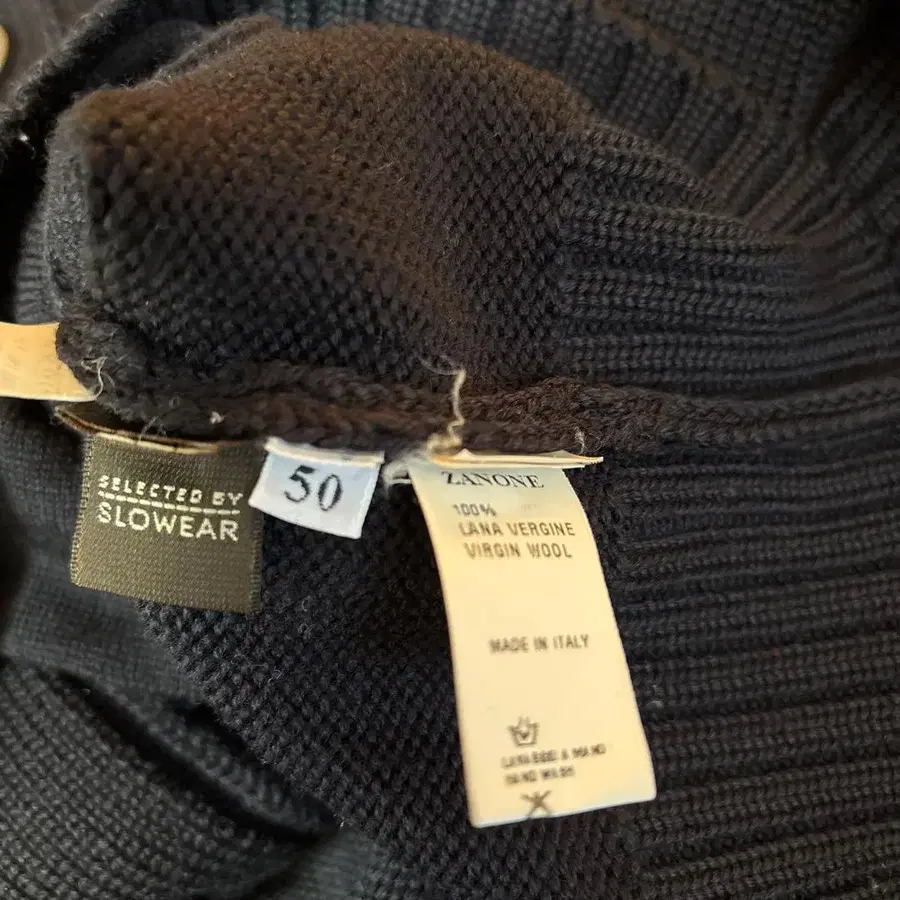 SELECTED BY
SLOWEAR
50
ZANONE
100%
LANA VERGINE
VIRGIN WOOL
MADE IN ITALY
LAVAGGIO A MANO
HAND WASH